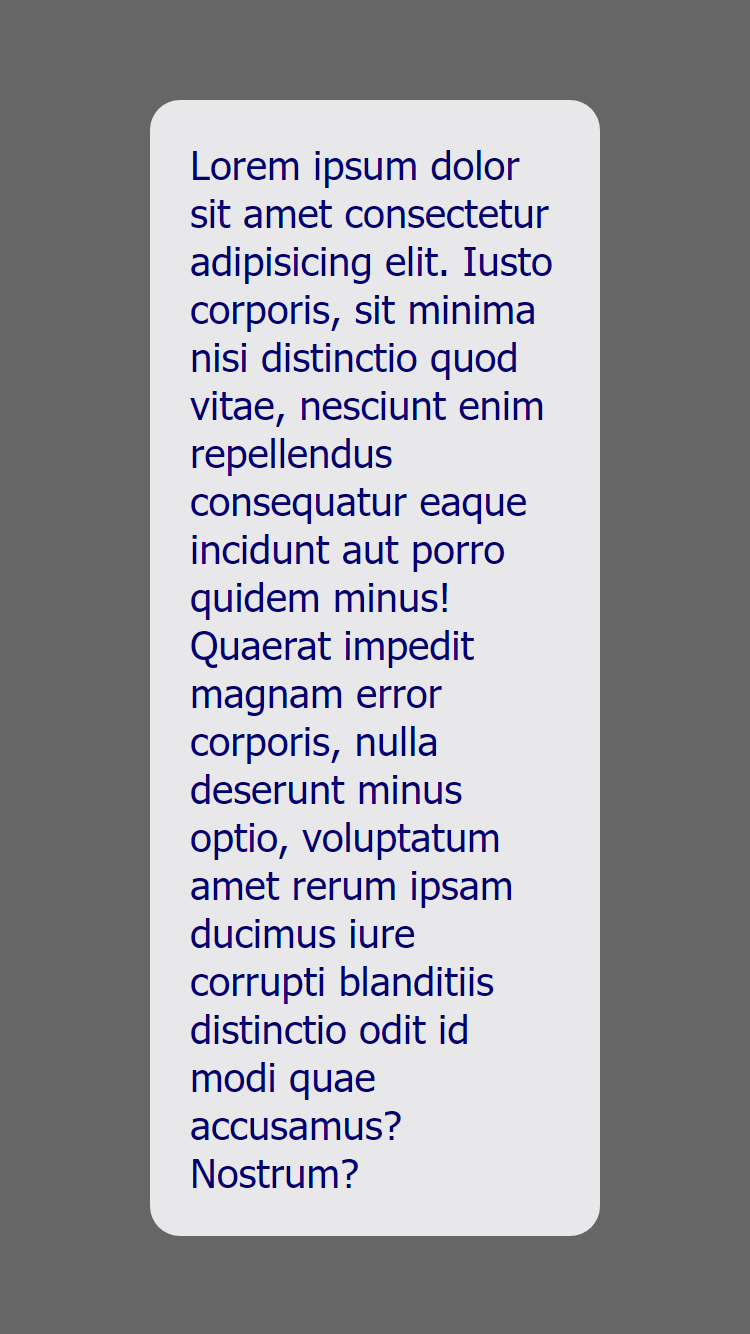 Lorem ipsum dolor
sit amet consectetur
adipisicing elit. Iusto
corporis, sit minima
nisi distinctio quod
vitae, nesciunt enim
repellendus
consequatur eaque
incidunt aut porro
quidem minus!
Quaerat impedit
magnam error
corporis, nulla
deserunt minus
optio, voluptatum
amet rerum ipsam
ducimus iure
corrupti blanditiis
distinctio odit id
modi quae
accusamus?
Nostrum?